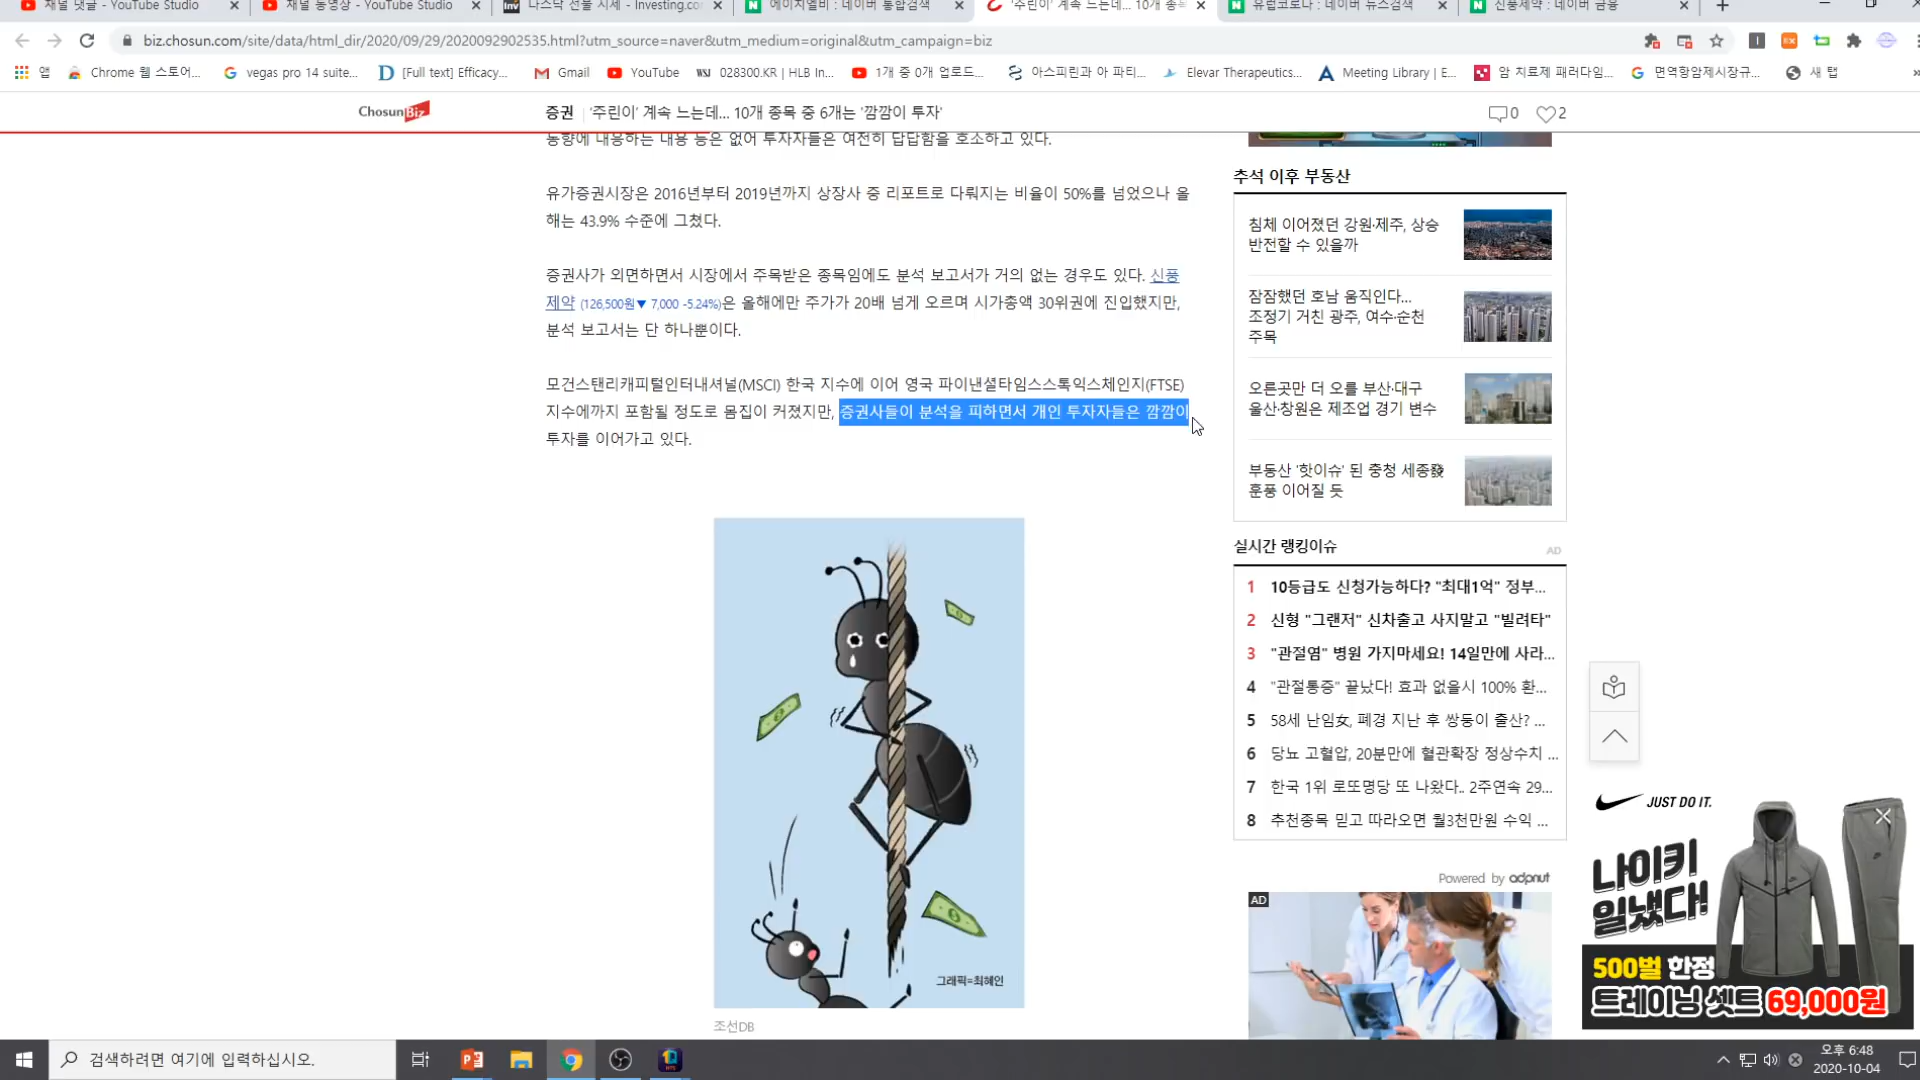 채널 댓글 - YouTube Studio
채널 동영상 - YouTube Studio
나스닥 선물 시세 - Investing.co
에이치엘비 : 네이버 통합검색
'주린이' 계속 느는데... 10개 종목
유럽코로나 : 네이버 뉴스검색
신풍제약 : 네이버 금융
biz.chosun.com/site/data/html_dir/2020/09/29/2020092902535.html?utm_source=naver&utm_medium=original&utm_campaign=biz
앱
Chrome 웹 스토어...
vegas pro 14 suite...
[Full text] Efficacy...
Gmail
YouTube
WSJ 028300.KR | HLB In...
1개 중 0개 업로드...
아스피린과 아 파티...
Elevar Therapeutics...
Meeting Library | E...
암 치료제 패러다임...
면역항암제시장규...
새 탭
ChosunBiz
증권 '주린이' 계속 느는데... 10개 종목 중 6개는 '깜깜이 투자'
0
2
유가증권시장은 2016년부터 2019년까지 상장사 중 리포트로 다뤄지는 비율이 50%를 넘었으나 올
해는 43.9% 수준에 그쳤다.
증권사가 외면하면서 시장에서 주목받은 종목임에도 분석 보고서가 거의 없는 경우도 있다. 신풍
제약 (126,500원▼ 7,000 -5.24%)은 올해에만 주가가 20배 넘게 오르며 시가총액 30위권에 진입했지만,
분석 보고서는 단 하나뿐이다.
모건스탠리캐피털인터내셔널(MSCI) 한국 지수에 이어 영국 파이낸셜타임스스톡익스체인지(FTSE)
지수에까지 포함될 정도로 몸집이 커졌지만, 증권사들이 분석을 피하면서 개인 투자자들은 깜깜이
투자를 이어가고 있다.
그래픽=최혜인
조선DB
추석 이후 부동산
침체 이어졌던 강원·제주, 상승
반전할 수 있을까
잠잠했던 호남 움직인다...
조정기 거친 광주, 여수·순천
주목
오른곳만 더 오를 부산·대구
울산·창원은 제조업 경기 변수
부동산 '핫이슈' 된 충청 세종發
훈풍 이어질 듯
실시간 랭킹이슈
AD
1 10등급도 신청가능하다? "최대1억" 정부...
2 신형 "그랜저" 신차출고 사지말고 "빌려타"
3 "관절염" 병원 가지마세요! 14일만에 사라...
4 "관절통증" 끝났다! 효과 없을시 100% 환...
5 58세 난임女, 폐경 지난 후 쌍둥이 출산? ...
6 당뇨 고혈압, 20분만에 혈관확장 정상수치 ...
7 한국 1위 로또명당 또 나왔다.. 2주연속 29...
8 추천종목 믿고 따라오면 월3천만원 수익 ...
Powered by adpnut
AD
JUST DO IT.
나이키
일냈다!
500벌 한정
트레이닝 셋트 69,000원
검색하려면 여기에 입력하십시오.
오후 6:48
2020-10-04